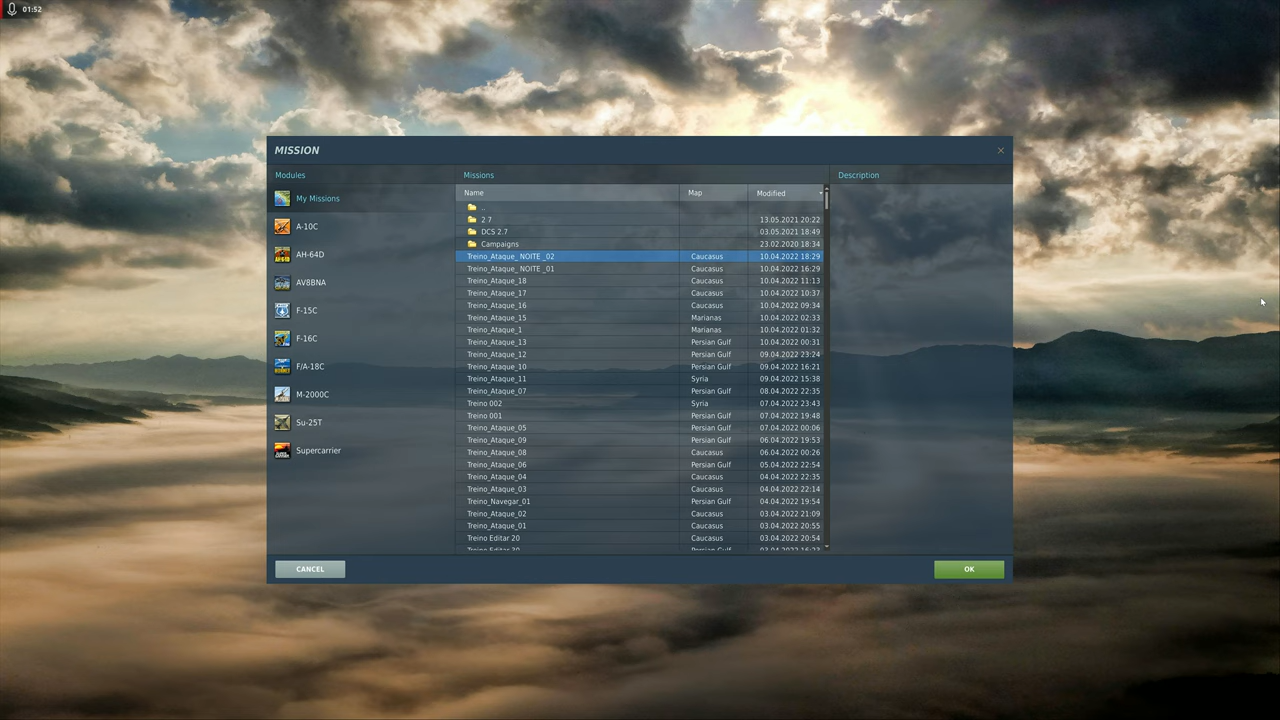 01:52
MISSION
Modules Missions Description
My Missions
A-10C
AH-64D
AV8BNA
F-15C
F-16C
F/A-18C
M-2000C
Su-25T
Supercarrier
Name Map Modified
..
2.7 13.05.2021 20:22
DCS 2.7 03.05.2021 18:49
Campaigns 23.02.2020 18:34
Treino_Ataque_NOITE _02 Caucasus 10.04.2022 18:29
Treino_Ataque_NOITE _01 Caucasus 10.04.2022 16:29
Treino_Ataque_18 Caucasus 10.04.2022 11:13
Treino_Ataque_17 Caucasus 10.04.2022 10:37
Treino_Ataque_16 Caucasus 10.04.2022 09:34
Treino_Ataque_15 Marianas 10.04.2022 02:33
Treino_Ataque_1 Marianas 10.04.2022 01:32
Treino_Ataque_13 Persian Gulf 10.04.2022 00:31
Treino_Ataque_12 Persian Gulf 09.04.2022 23:24
Treino_Ataque_10 Persian Gulf 09.04.2022 16:21
Treino_Ataque_11 Syria 09.04.2022 15:38
Treino_Ataque_07 Persian Gulf 08.04.2022 22:35
Treino 002 Syria 07.04.2022 23:43
Treino 001 Persian Gulf 07.04.2022 19:48
Treino_Ataque_05 Persian Gulf 07.04.2022 00:06
Treino_Ataque_09 Persian Gulf 06.04.2022 19:53
Treino_Ataque_08 Caucasus 06.04.2022 00:26
Treino_Ataque_06 Persian Gulf 05.04.2022 22:54
Treino_Ataque_04 Caucasus 04.04.2022 22:35
Treino_Ataque_03 Caucasus 04.04.2022 22:14
Treino_Navegar_01 Persian Gulf 04.04.2022 19:54
Treino_Ataque_02 Caucasus 03.04.2022 21:09
Treino_Ataque_01 Caucasus 03.04.2022 20:55
Treino Editar 20 Caucasus 03.04.2022 20:54
CANCEL OK